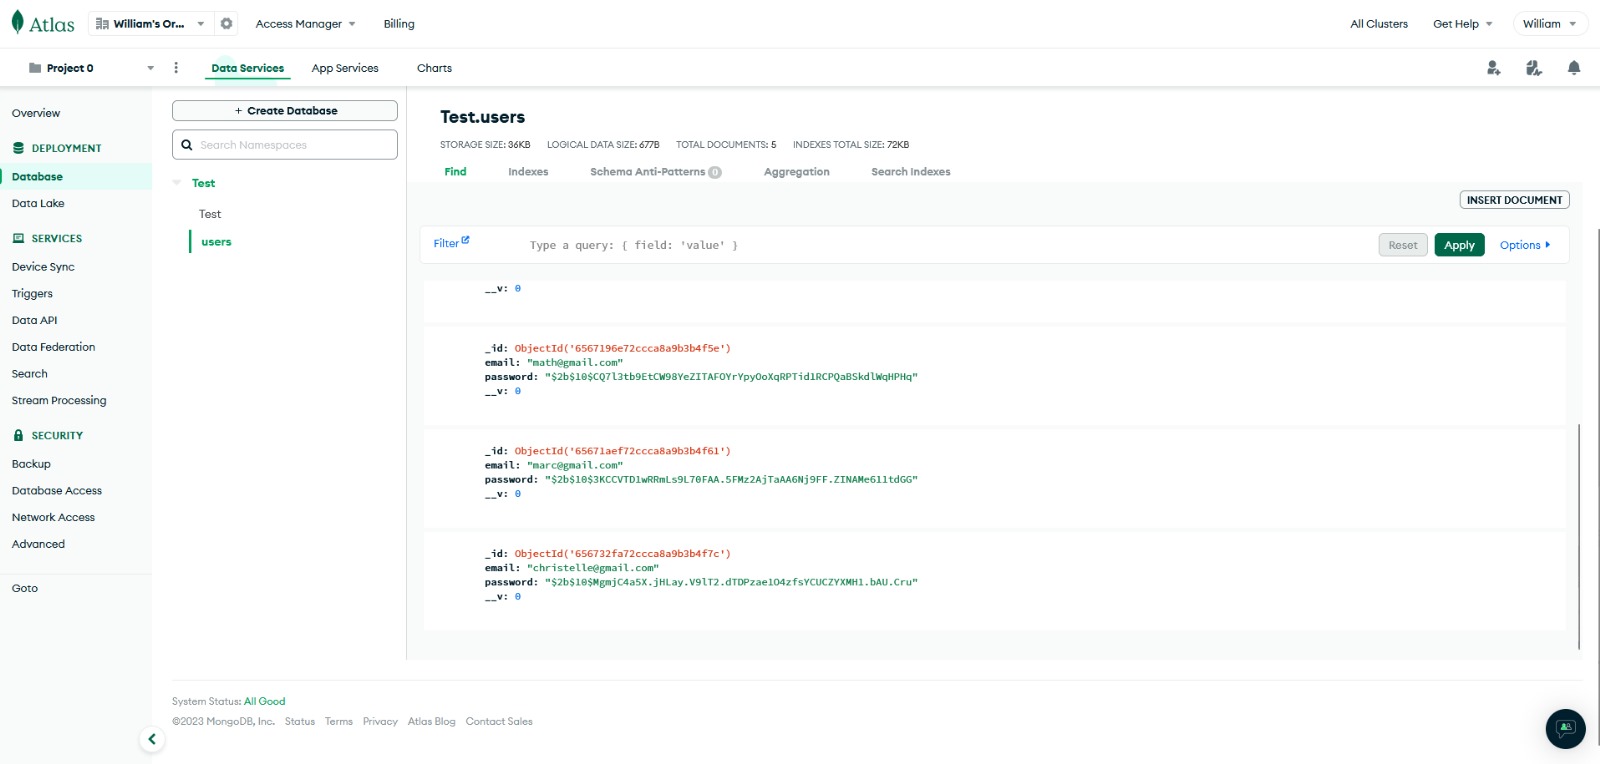 Atlas
William's Or...
Access Manager
Billing
All Clusters
Get Help
William
Project 0
Data Services
App Services
Charts
Overview
DEPLOYMENT
Database
Data Lake
SERVICES
Device Sync
Triggers
Data API
Data Federation
Search
Stream Processing
SECURITY
Backup
Database Access
Network Access
Advanced
Goto
+ Create Database
Search Namespaces
Test
Test
users
Test.users
STORAGE SIZE: 36KB LOGICAL DATA SIZE: 677B TOTAL DOCUMENTS: 5 INDEXES TOTAL SIZE: 72KB
Find Indexes Schema Anti-Patterns 0 Aggregation Search Indexes
INSERT DOCUMENT
Filter Type a query: { field: 'value' } Reset Apply Options
__v: 0
_id: ObjectId('6567196e72ccca8a9b3b4f5e')
email: "math@gmail.com"
password: "$2b$10$CQ7l3tb9EtCW98YeZITAFOYrYpyOoXqRPTid1RCPQaBSkdlWqHPHq"
__v: 0
_id: ObjectId('65671aef72ccca8a9b3b4f61')
email: "marc@gmail.com"
password: "$2b$10$3KCCVTD1wRRmLs9L70FAA.5FMz2AjTaAA6Nj9FF.ZINAMe611tdGG"
__v: 0
_id: ObjectId('656732fa72ccca8a9b3b4f7c')
email: "christelle@gmail.com"
password: "$2b$10$MgmjC4a5X.jHLay.V9lT2.dTDPzae1O4zfsYCUCZYXMH1.bAU.Cru"
__v: 0
System Status: All Good
©2023 MongoDB, Inc. Status Terms Privacy Atlas Blog Contact Sales